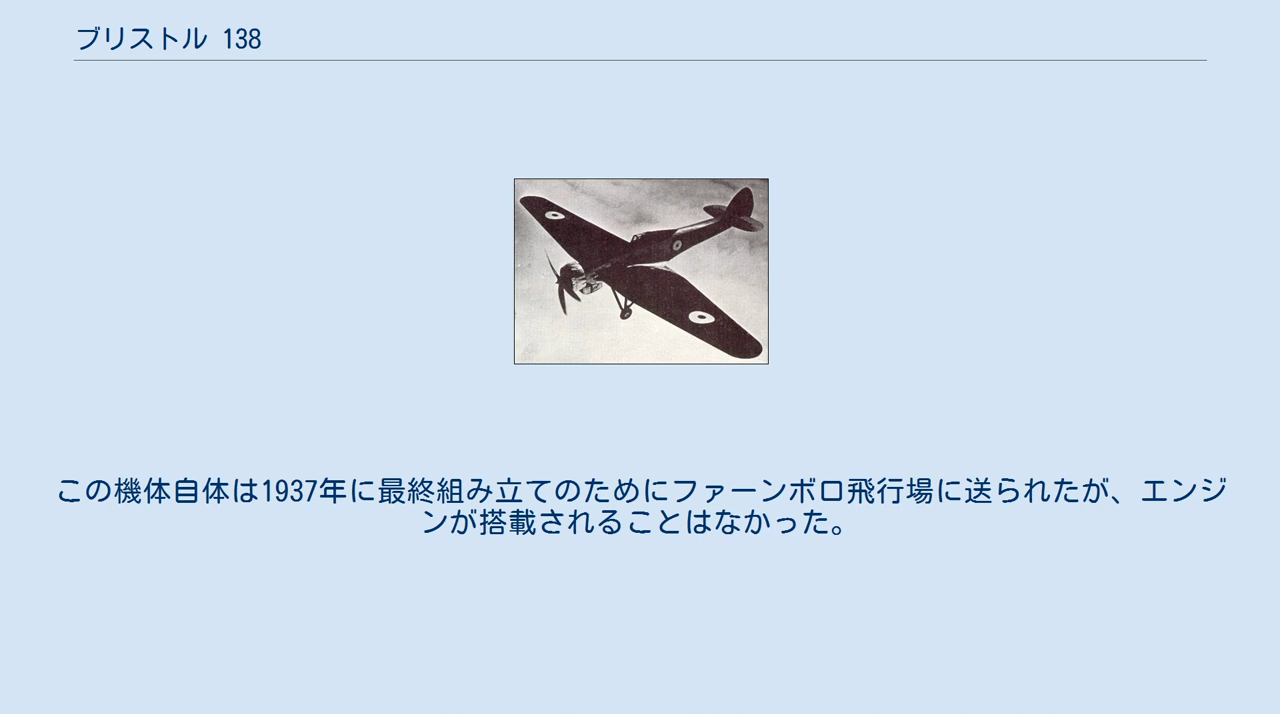 ブリストル 138
この機体自体は1937年に最終組み立てのためにファーンボロ飛行場に送られたが、エンジ
ンが搭載されることはなかった。